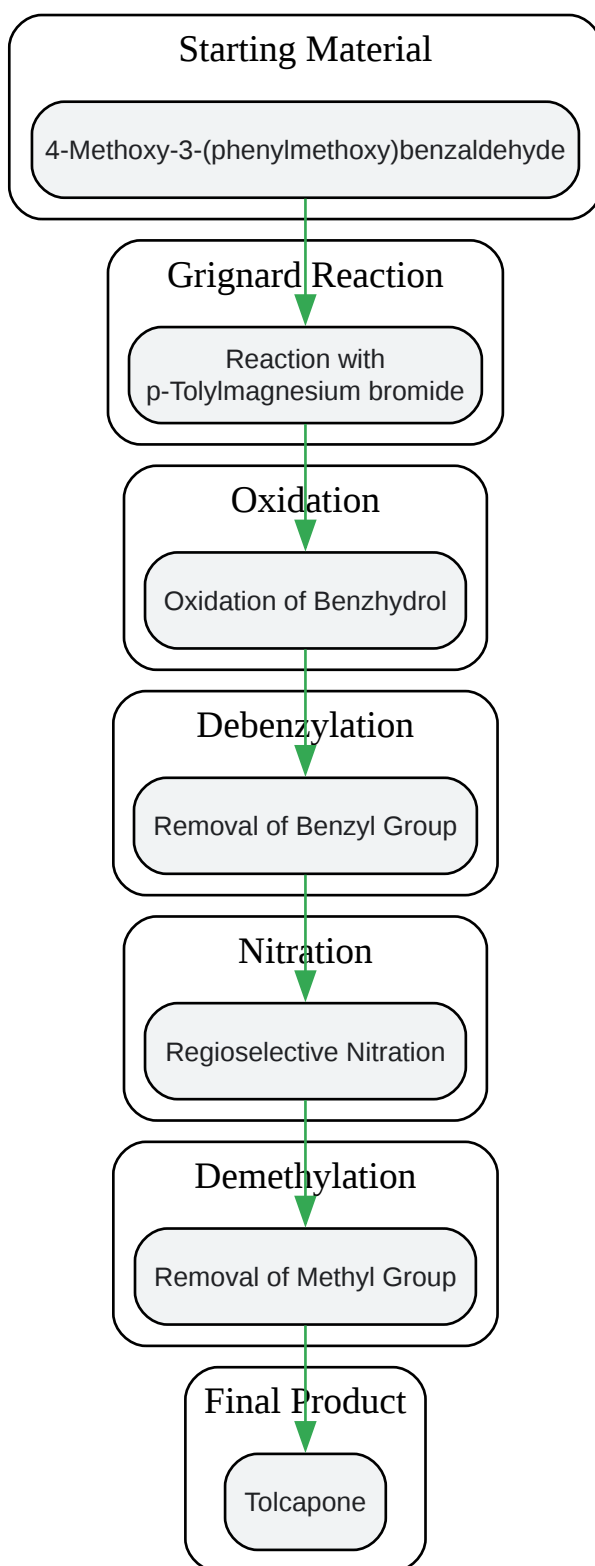 Starting Material
4-Methoxy-3-(phenylmethoxy)benzaldehyde
Grignard Reaction
Reaction with
p-Tolylmagnesium bromide
Oxidation
Oxidation of Benzhydrol
Debenzylation
Removal of Benzyl Group
Nitration
Regioselective Nitration
Demethylation
Removal of Methyl Group
Final Product
Tolcapone